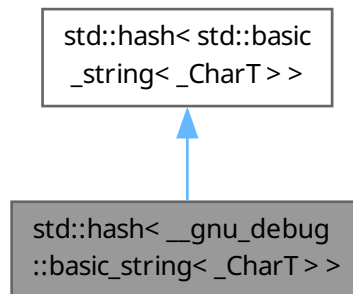 std::hash< std::basic
_string< _CharT > >
std::hash< __gnu_debug
::basic_string< _CharT > >